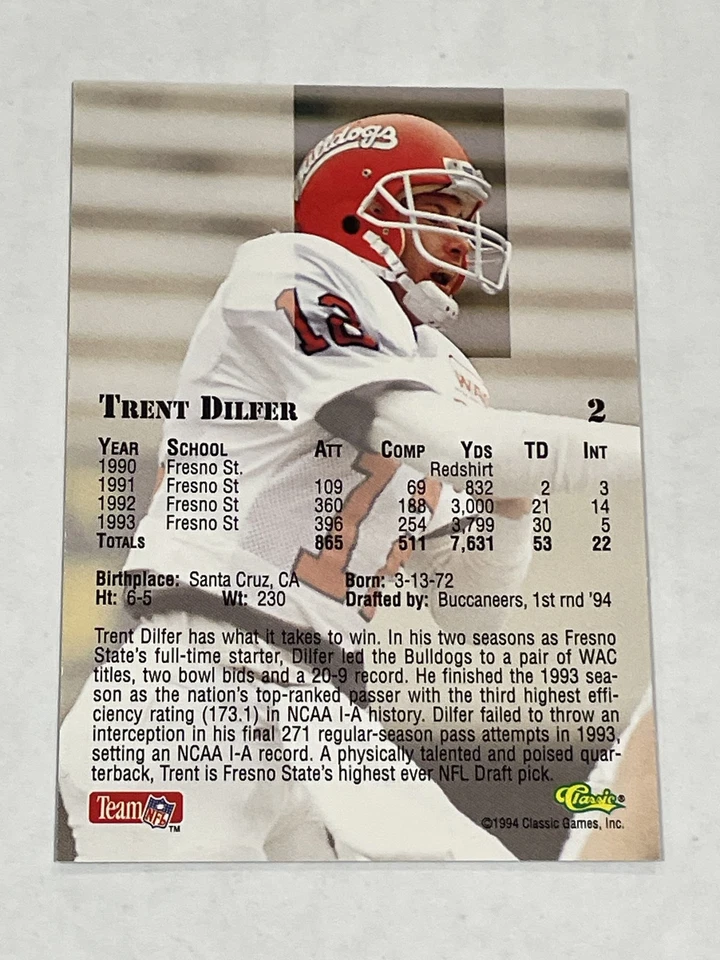 Bulldogs
12
WAC
TRENT DILFER 2
YEAR SCHOOL ATT COMP YDS TD INT
1990 Fresno St. Redshirt
1991 Fresno St 109 69 832 2 3
1992 Fresno St 360 188 3,000 21 14
1993 Fresno St 396 254 3,799 30 5
TOTALS 865 511 7,631 53 22
Birthplace: Santa Cruz, CA Born: 3-13-72
Ht: 6-5 Wt: 230 Drafted by: Buccaneers, 1st rnd '94
Trent Dilfer has what it takes to win. In his two seasons as Fresno
State's full-time starter, Dilfer led the Bulldogs to a pair of WAC
titles, two bowl bids and a 20-9 record. He finished the 1993 sea-
son as the nation's top-ranked passer with the third highest effi-
ciency rating (173.1) in NCAA I-A history. Dilfer failed to throw an
interception in his final 271 regular-season pass attempts in 1993,
setting an NCAA I-A record. A physically talented and poised quar-
terback, Trent is Fresno State's highest ever NFL Draft pick.
Team NFL TM
Classic®
©1994 Classic Games, Inc.